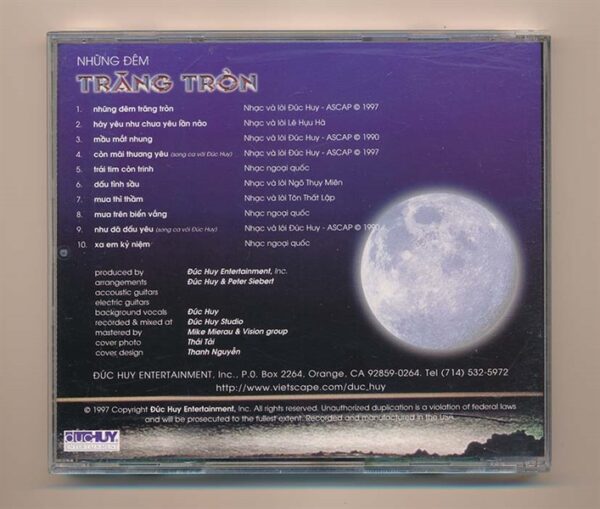 NHỮNG ĐÊM
TRĂNG TRÒN
1. những đêm trăng tròn Nhạc và lời Đức Huy - ASCAP © 1997
2. hãy yêu như chưa yêu lần nào Nhạc và lời Lê Hựu Hà
3. mầu mắt nhung Nhạc và lời Đức Huy - ASCAP © 1990
4. còn mãi thương yêu (song ca với Đức Huy) Nhạc và lời Đức Huy - ASCAP © 1997
5. trái tim còn trinh Nhạc ngoại quốc
6. dấu tình sầu Nhạc và lời Ngô Thụy Miên
7. mưa thì thầm Nhạc và lời Tôn Thất Lập
8. mưa trên biển vắng Nhạc ngoại quốc
9. như đã dấu yêu (song ca với Đức Huy) Nhạc và lời Đức Huy - ASCAP © 1990
10. xa em kỷ niệm Nhạc ngoại quốc
produced by Đức Huy Entertainment, Inc.
arrangements Đức Huy & Peter Siebert
accoustic guitars
electric guitars
background vocals Đức Huy
recorded & mixed at Đức Huy Studio
mastered by Mike Mierau & Vision group
cover photo Thái Tài
cover design Thanh Nguyễn
ĐỨC HUY ENTERTAINMENT, Inc., P.O. Box 2264, Orange, CA 92859-0264. Tel (714) 532-5972
http://www.vietscape.com/duc_huy
© 1997 Copyright Đức Huy Entertainment, Inc. All rights reserved. Unauthorized duplication is a violation of federal laws
and will be prosecuted to the fullest extent. Recorded and manufactured in the USA.
ĐỨC HUY
ENTERTAINMENT